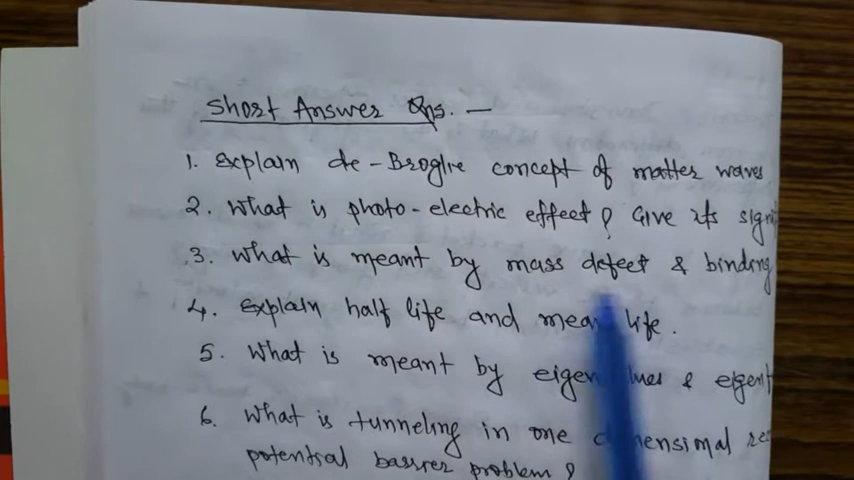 Short Answer Qns. —
1. Explain de-Broglie concept of matter waves
2. What is photo-electric effect? Give its
3. What is meant by mass defect & binding
4. Explain half life and mean life.
5. What is meant by &
6. What is tunneling in one
potential barrier problem?